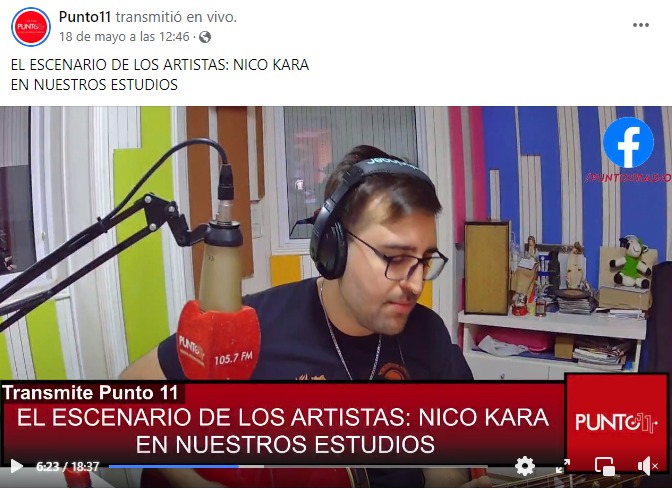 Punto11 transmitió en vivo.
18 de mayo a las 12:46
EL ESCENARIO DE LOS ARTISTAS: NICO KARA
EN NUESTROS ESTUDIOS
PUNTO11
105.7 FM
Transmite Punto 11
EL ESCENARIO DE LOS ARTISTAS: NICO KARA
EN NUESTROS ESTUDIOS
PUNTO11
6:23 / 18:37